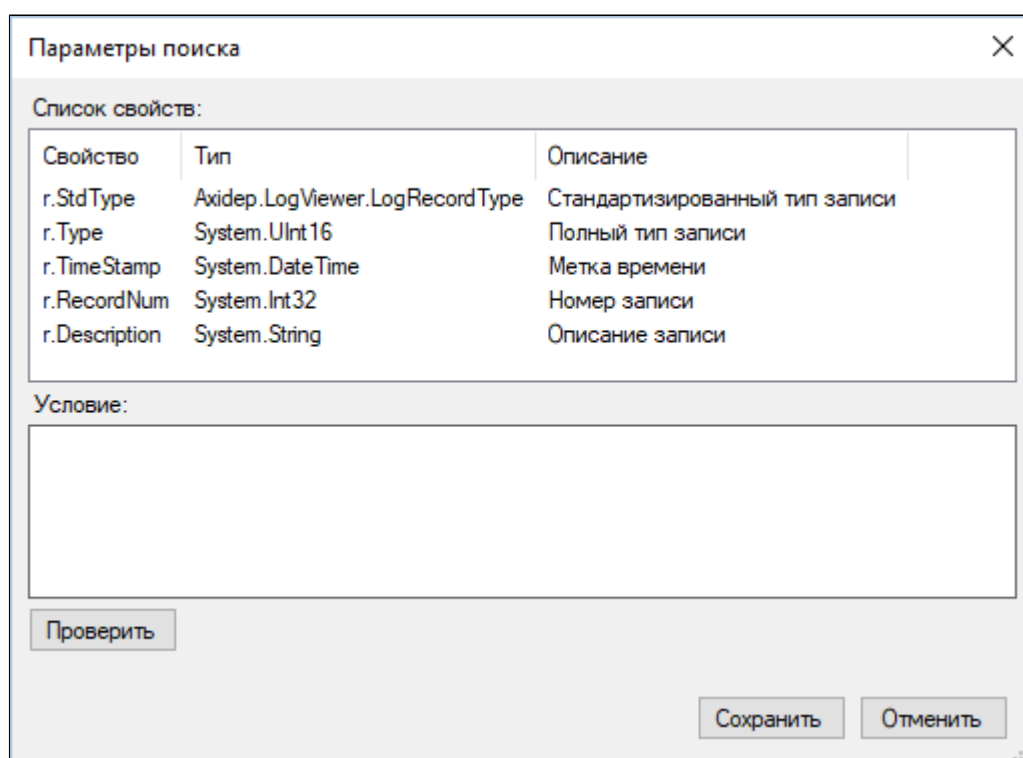 Параметры поиска
Список свойств:
Свойство Тип Описание
r.StdType Axidep.LogViewer.LogRecordType Стандартизированный тип записи
r.Type System.UInt16 Полный тип записи
r.TimeStamp System.DateTime Метка времени
r.RecordNum System.Int32 Номер записи
r.Description System.String Описание записи
Условие:
Проверить
Сохранить Отменить